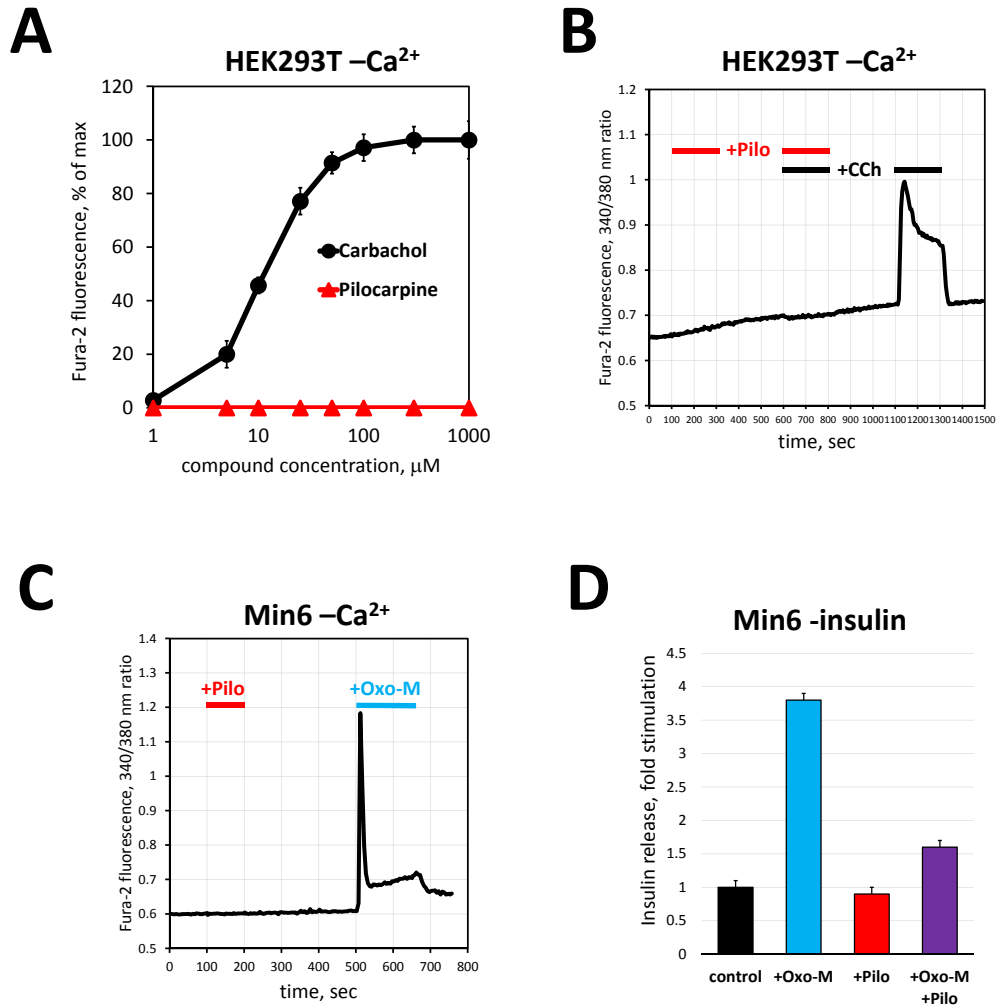 A
HEK293T –Ca²⁺
Fura-2 fluorescence, % of max
120
100
80
60
40
20
0
Carbachol
Pilocarpine
1
10
100
1000
compound concentration, μM
B
HEK293T –Ca²⁺
Fura-2 fluorescence, 340/380 nm ratio
1.2
1.1
1
0.9
0.8
0.7
0.6
0.5
+Pilo
+CCh
0 100 200 300 400 500 600 700 800 900 1000 1100 1200 1300 1400 1500
time, sec
C
Min6 –Ca²⁺
Fura-2 fluorescence, 340/380 nm ratio
1.4
1.3
1.2
1.1
1
0.9
0.8
0.7
0.6
0.5
+Pilo
+Oxo-M
0 100 200 300 400 500 600 700 800
time, sec
D
Min6 -insulin
Insulin release, fold stimulation
4.5
4
3.5
3
2.5
2
1.5
1
0.5
0
control
+Oxo-M
+Pilo
+Oxo-M
+Pilo